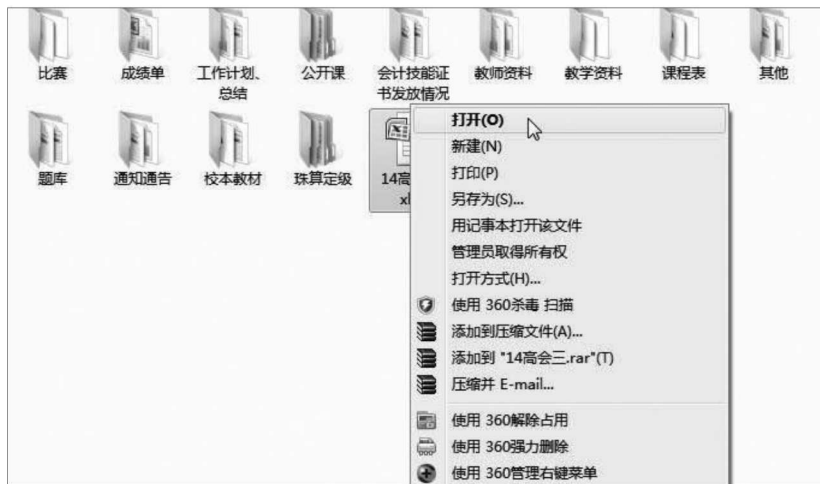 比赛
成绩单
工作计划、
总结
公开课
会计技能证
书发放情况
教师资料
教学资料
课程表
其他
题库
通知通告
校本教材
珠算定级
14高
xl
打开(O)
新建(N)
打印(P)
另存为(S)...
用记事本打开该文件
管理员取得所有权
打开方式(H)...
使用 360杀毒 扫描
添加到压缩文件(A)...
添加到 "14高会三.rar"(T)
压缩并 E-mail...
使用 360解除占用
使用 360强力删除
使用 360管理右键菜单